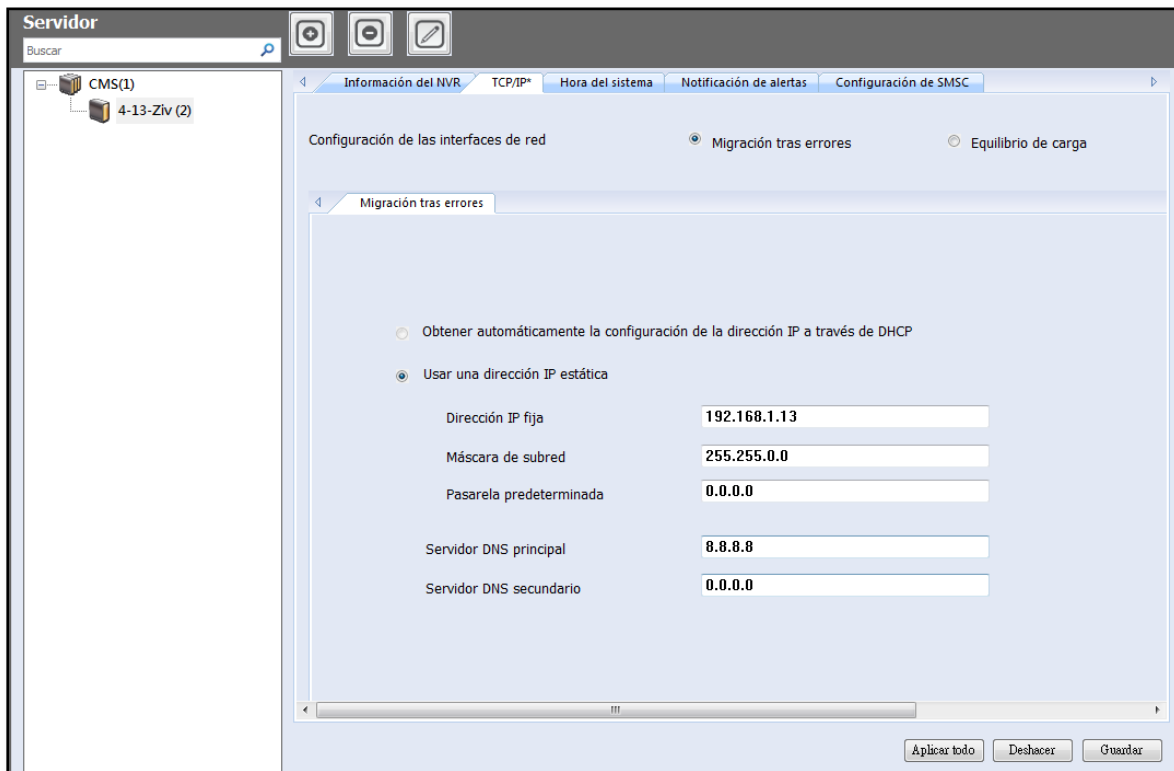 Servidor
Buscar
CMS(1)
4-13-Ziv (2)
Información del NVR TCP/IP* Hora del sistema Notificación de alertas Configuración de SMSC
Configuración de las interfaces de red Migración tras errores Equilibrio de carga
Migración tras errores
Obtener automáticamente la configuración de la dirección IP a través de DHCP
Usar una dirección IP estática
Dirección IP fija 192.168.1.13
Máscara de subred 255.255.0.0
Pasarela predeterminada 0.0.0.0
Servidor DNS principal 8.8.8.8
Servidor DNS secundario 0.0.0.0
Aplicar todo Deshacer Guardar